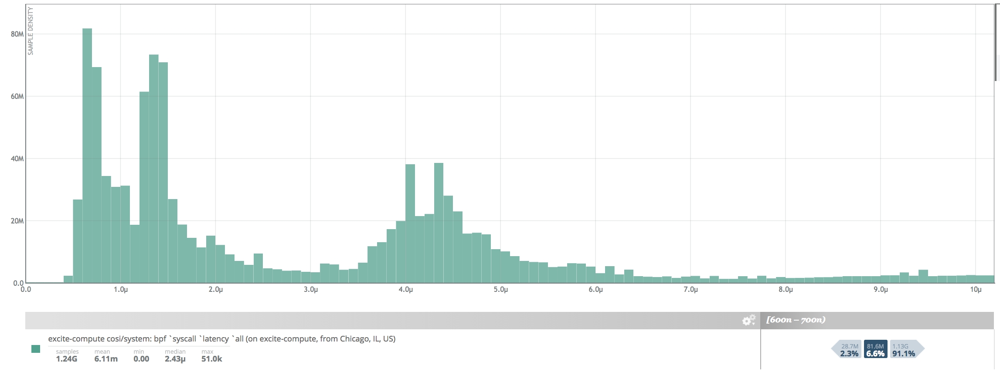 SAMPLE DENSITY
80M
60M
40M
20M
0.0
0.0 1.0μ 2.0μ 3.0μ 4.0μ 5.0μ 6.0μ 7.0μ 8.0μ 9.0μ 10μ
[600n – 700n)
excite-compute cosi/system: bpf `syscall `latency `all (on excite-compute, from Chicago, IL, US)
samples mean min median max
1.24G 6.11m 0.00 2.43μ 51.0k
28.7M 81.6M 1.13G
2.3% 6.6% 91.1%